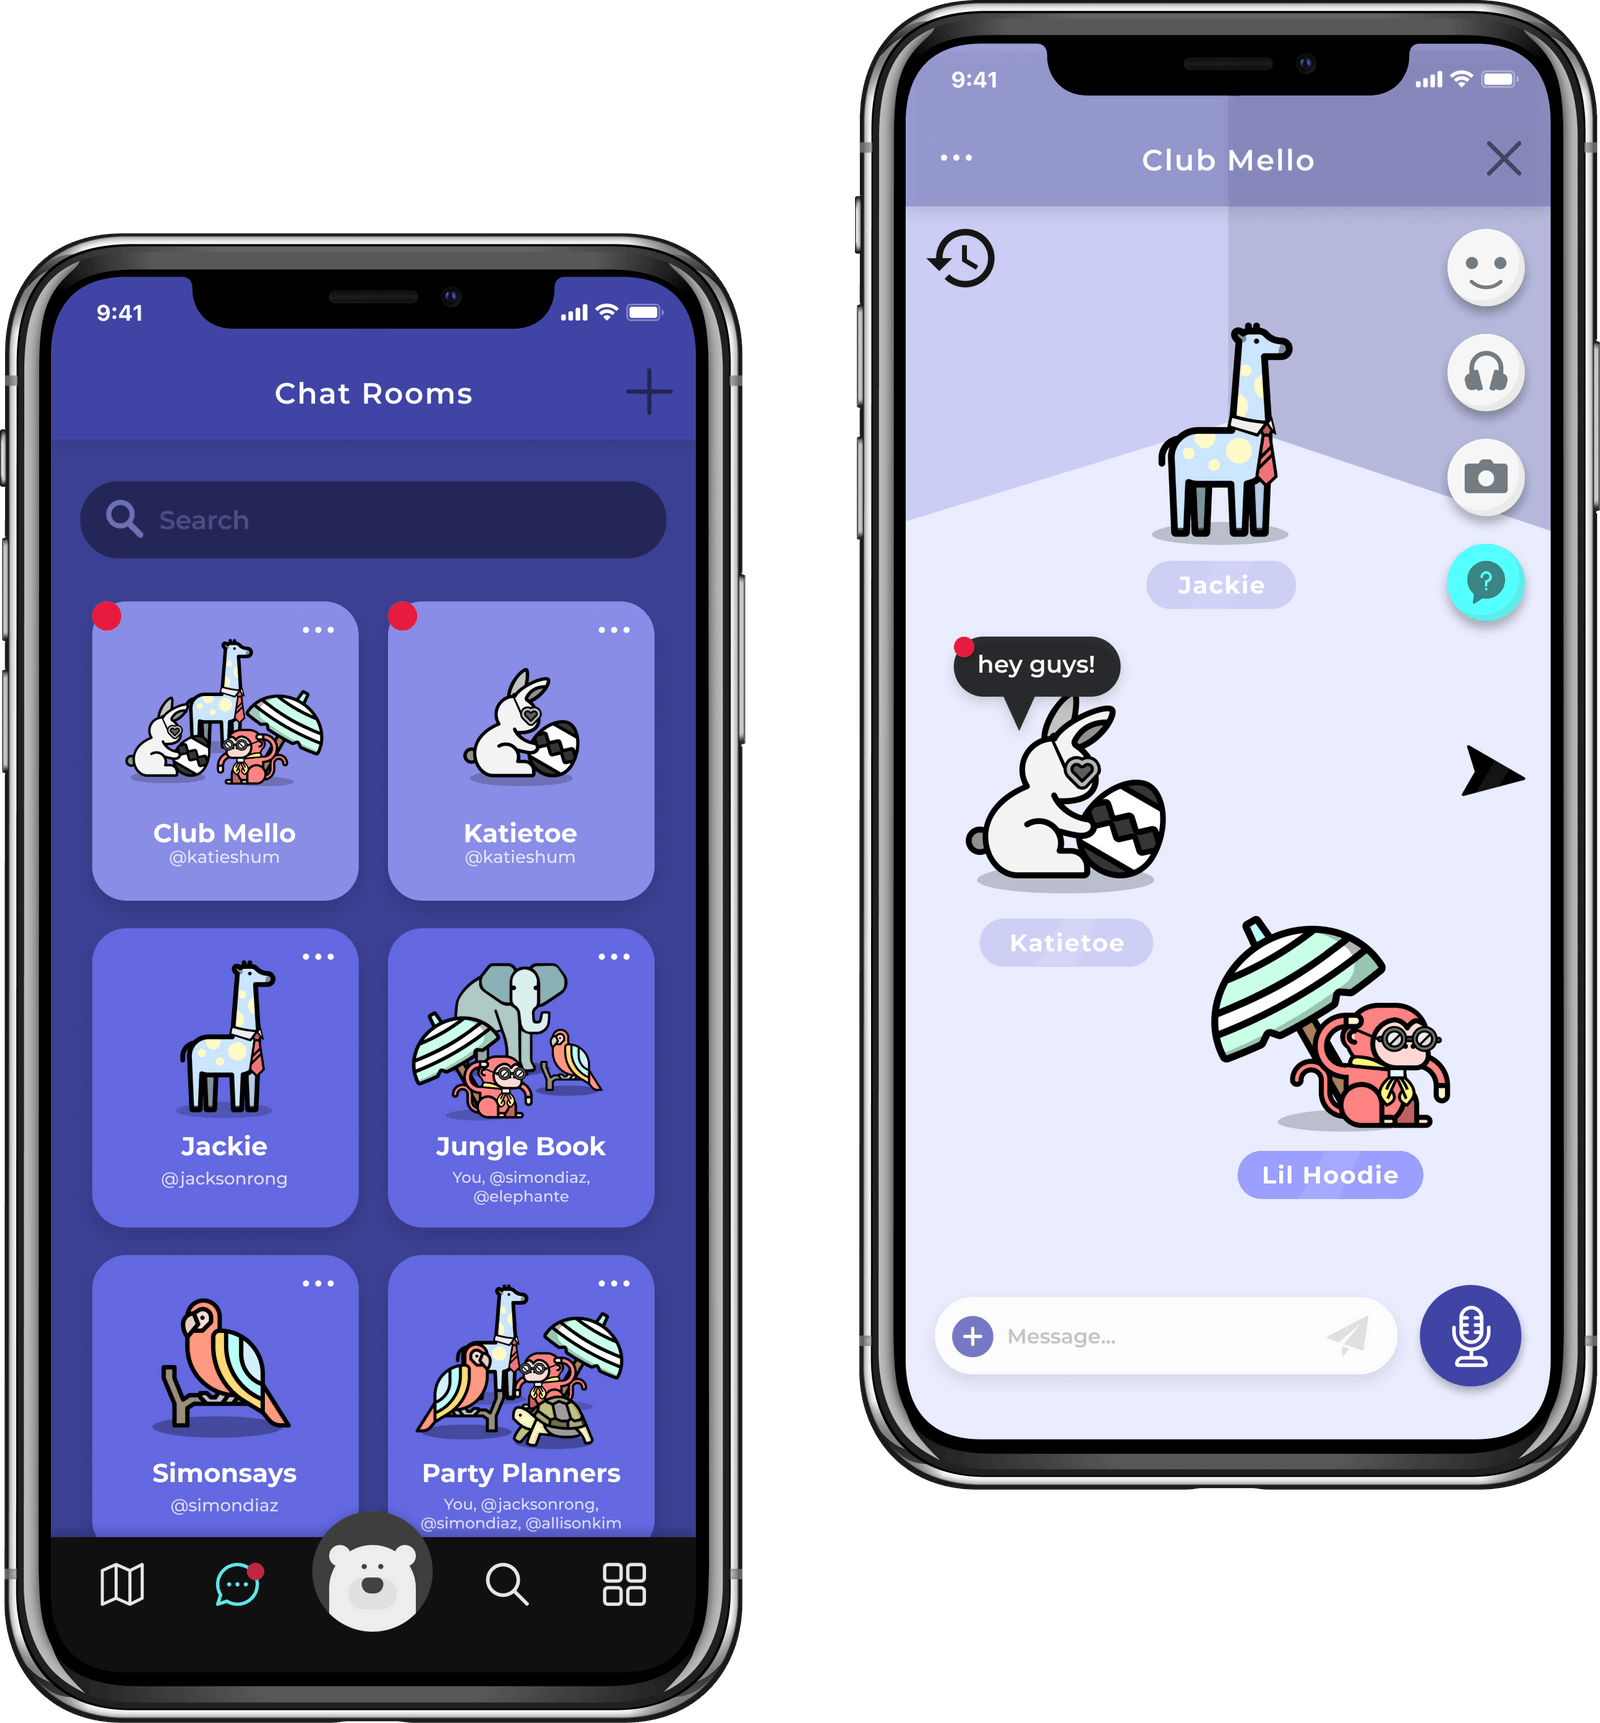 9:41
Chat Rooms
Search
Club Mello
@katieshum
Katietoe
@katieshum
Jackie
@jacksonrong
Jungle Book
You, @simondiaz,
@elephante
Simonsays
@simondiaz
Party Planners
You, @jacksonrong,
@simondiaz, @allisonkim
9:41
Club Mello
?
Jackie
hey guys!
Katietoe
Lil Hoodie
Message...